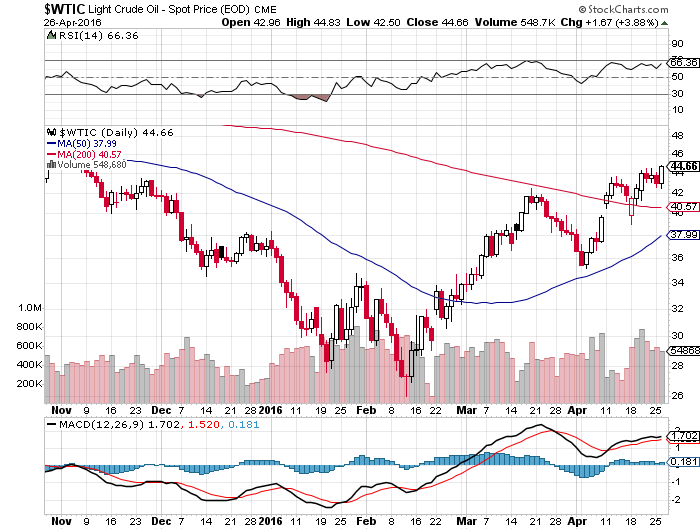 $WTIC Light Crude Oil - Spot Price (EOD) CME
© StockCharts.com
26-Apr-2016
Open 42.96 High 44.83 Low 42.50 Close 44.66 Volume 548.7K Chg +1.67 (+3.88%)
RSI(14) 66.36
90
70
66.36
50
30
10
$WTIC (Daily) 44.66
MA(50) 37.99
MA(200) 40.57
Volume 548,680
48
46
44.66
44
42
40.57
37.99
36
34
32
30
28
26
1.0M
800K
600K
400K
200K
54868
Nov 9 16 23 Dec 7 14 21 28 2016 11 19 25 Feb 8 16 22 Mar 7 14 21 28 Apr 11 18 25
MACD(12,26,9) 1.702, 1.520, 0.181
2
1.702
1
0.181
-1
-2
Nov 9 16 23 Dec 7 14 21 28 2016 11 19 25 Feb 8 16 22 Mar 7 14 21 28 Apr 11 18 25